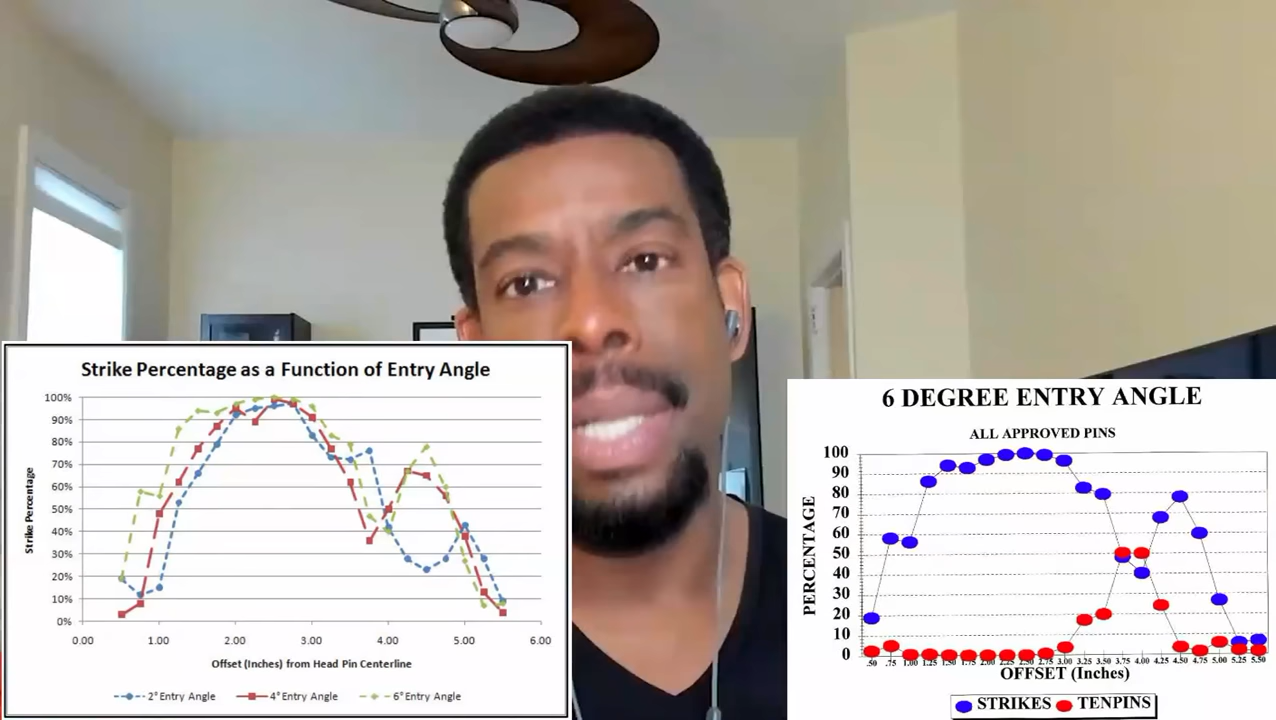 Strike Percentage as a Function of Entry Angle
100%
90%
80%
70%
60%
50%
40%
30%
20%
10%
0%
Strike Percentage
0.00 1.00 2.00 3.00 4.00 5.00 6.00
Offset (Inches) from Head Pin Centerline
2° Entry Angle 4° Entry Angle 6° Entry Angle
6 DEGREE ENTRY ANGLE
ALL APPROVED PINS
100
90
80
70
60
50
40
30
20
10
0
PERCENTAGE
.50 .75 1.00 1.25 1.50 1.75 2.00 2.25 2.50 2.75 3.00 3.25 3.50 3.75 4.00 4.25 4.50 4.75 5.00 5.25 5.50
OFFSET (Inches)
STRIKES TENPINS